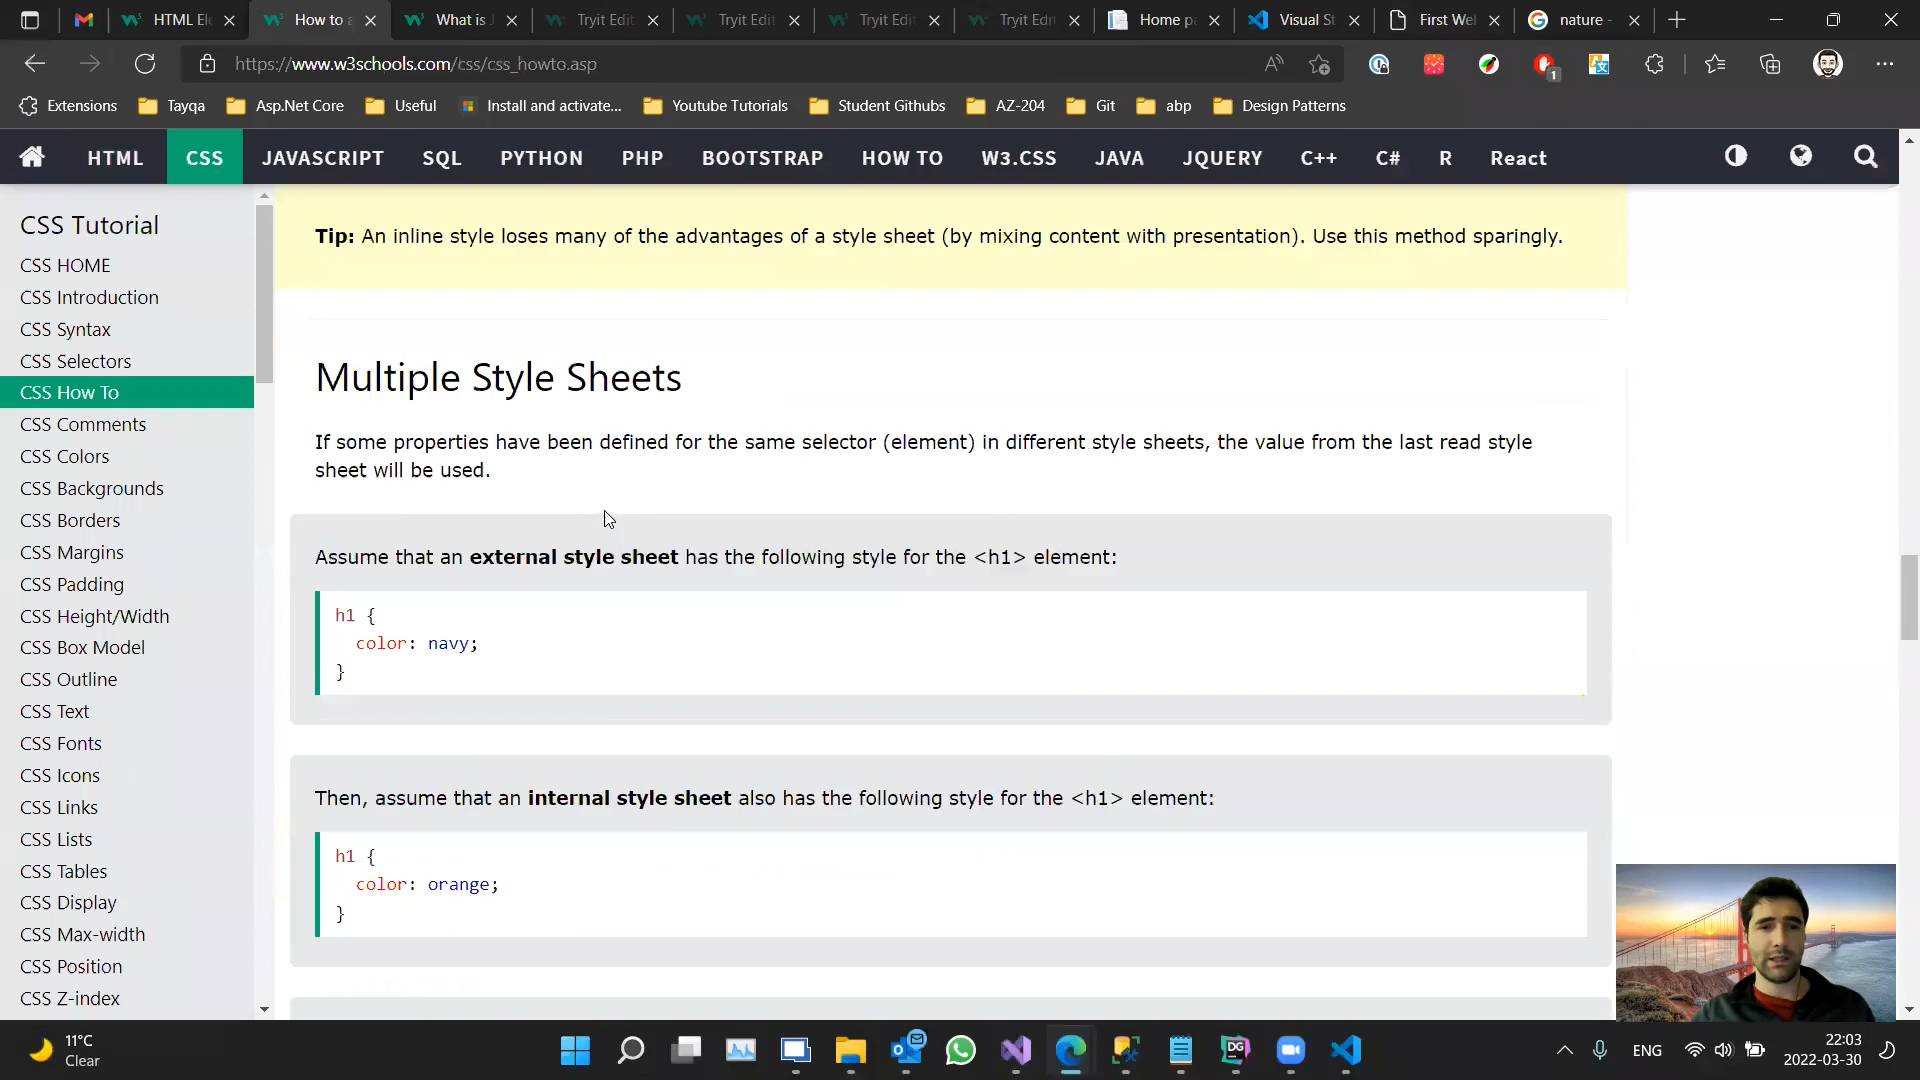 HTML El
How to a
What is J
Tryit Edit
Tryit Edit
Tryit Edit
Tryit Edit
Home pa
Visual St
First Wel
nature -
https://www.w3schools.com/css/css_howto.asp
1
Extensions
Tayqa
Asp.Net Core
Useful
Install and activate...
Youtube Tutorials
Student Githubs
AZ-204
Git
abp
Design Patterns
HTML
CSS
JAVASCRIPT
SQL
PYTHON
PHP
BOOTSTRAP
HOW TO
W3.CSS
JAVA
JQUERY
C++
C#
R
React
CSS Tutorial
CSS HOME
CSS Introduction
CSS Syntax
CSS Selectors
CSS How To
CSS Comments
CSS Colors
CSS Backgrounds
CSS Borders
CSS Margins
CSS Padding
CSS Height/Width
CSS Box Model
CSS Outline
CSS Text
CSS Fonts
CSS Icons
CSS Links
CSS Lists
CSS Tables
CSS Display
CSS Max-width
CSS Position
CSS Z-index
Tip: An inline style loses many of the advantages of a style sheet (by mixing content with presentation). Use this method sparingly.
Multiple Style Sheets
If some properties have been defined for the same selector (element) in different style sheets, the value from the last read style
sheet will be used.
Assume that an external style sheet has the following style for the <h1> element:
h1 {
color: navy;
}
Then, assume that an internal style sheet also has the following style for the <h1> element:
h1 {
color: orange;
}
11°C
Clear
DG
ENG
22:03
2022-03-30